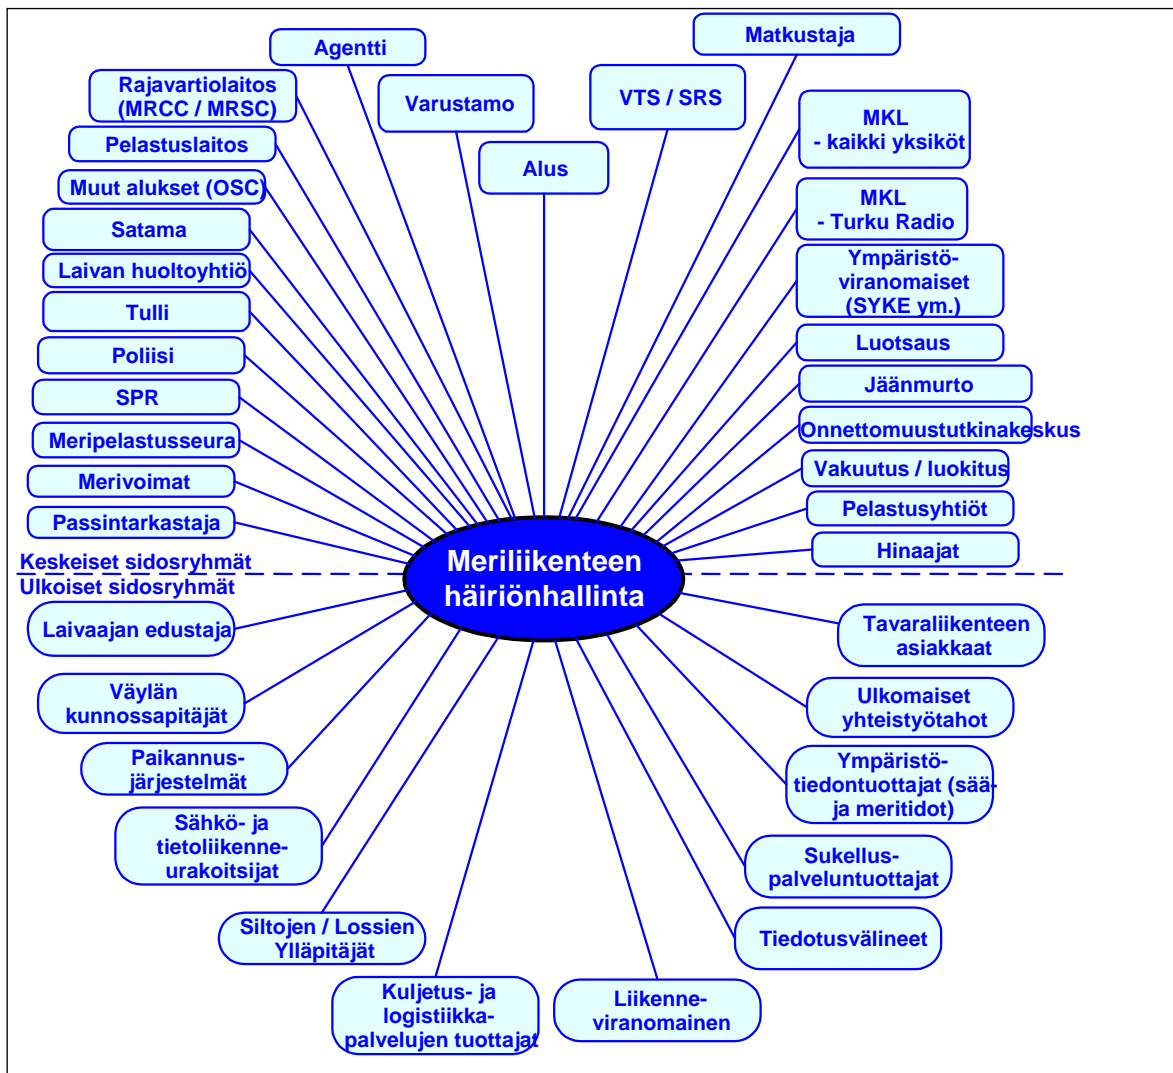 Agentti
Matkustaja
Rajavartiolaitos
(MRCC / MRSC)
Varustamo
VTS / SRS
MKL
- kaikki yksiköt
Pelastuslaitos
Alus
Muut alukset (OSC)
MKL
- Turku Radio
Satama
Laivan huoltoyhtiö
Ympäristö-
viranomaiset
(SYKE ym.)
Tulli
Luotsaus
Poliisi
Jäänmurto
SPR
Onnettomuustutkinakeskus
Meripelastusseura
Vakuutus / luokitus
Merivoimat
Pelastusyhtiöt
Passintarkastaja
Hinaajat
Meriliikenteen
häiriönhallinta
Keskeiset sidosryhmät
Ulkoiset sidosryhmät
Laivaajan edustaja
Tavaraliikenteen
asiakkaat
Väylän
kunnossapitäjät
Ulkomaiset
yhteistyötahot
Paikannus-
järjestelmät
Ympäristö-
tiedontuottajat (sää-
ja meritidot)
Sähkö- ja
tietoliikenne-
urakoitsijat
Sukellus-
palveluntuottajat
Siltojen / Lossien
Ylläpitäjät
Tiedotusvälineet
Kuljetus- ja
logistiikka-
palvelujen tuottajat
Liikenne-
viranomainen